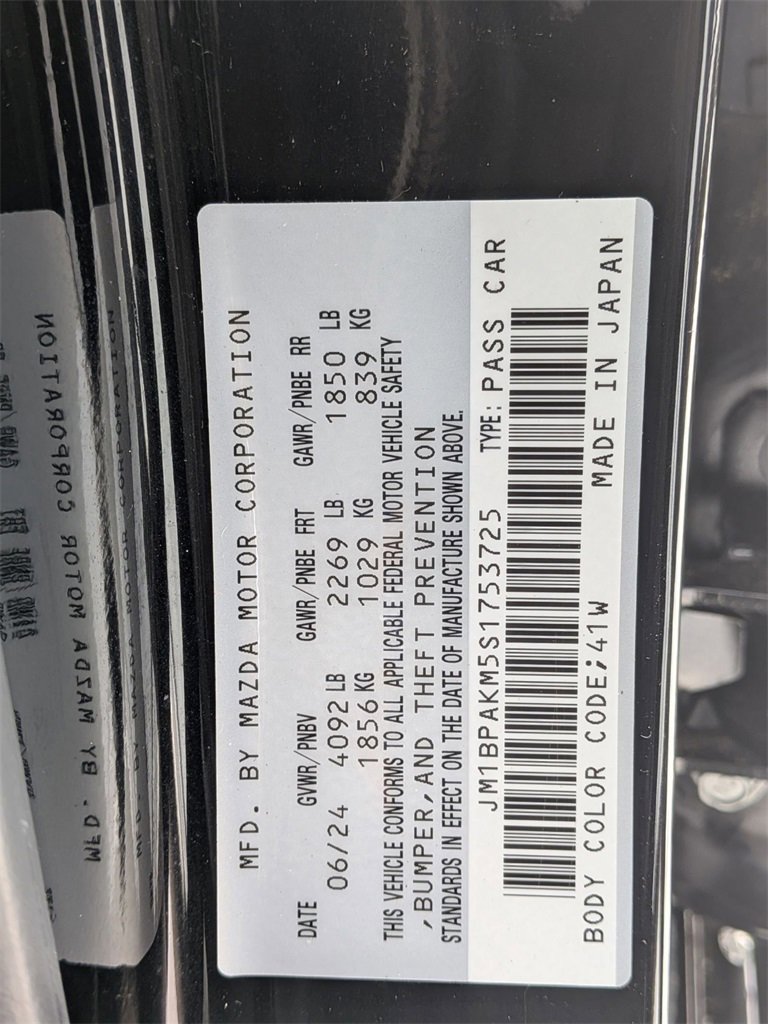 MFD. BY MAZDA MOTOR CORPORATION
DATE GVWR/PNBV GAWR/PNBE FRT GAWR/PNBE RR
06/24 4092 LB 2269 LB 1850 LB
1856 KG 1029 KG 839 KG
THIS VEHICLE CONFORMS TO ALL APPLICABLE FEDERAL MOTOR VEHICLE SAFETY
,BUMPER,AND THEFT PREVENTION
STANDARDS IN EFFECT ON THE DATE OF MANUFACTURE SHOWN ABOVE.
JM1BPAKM5S1753725 TYPE: PASS CAR
BODY COLOR CODE;41W MADE IN JAPAN
MFD. BY MAZDA MOTOR CORPORATION